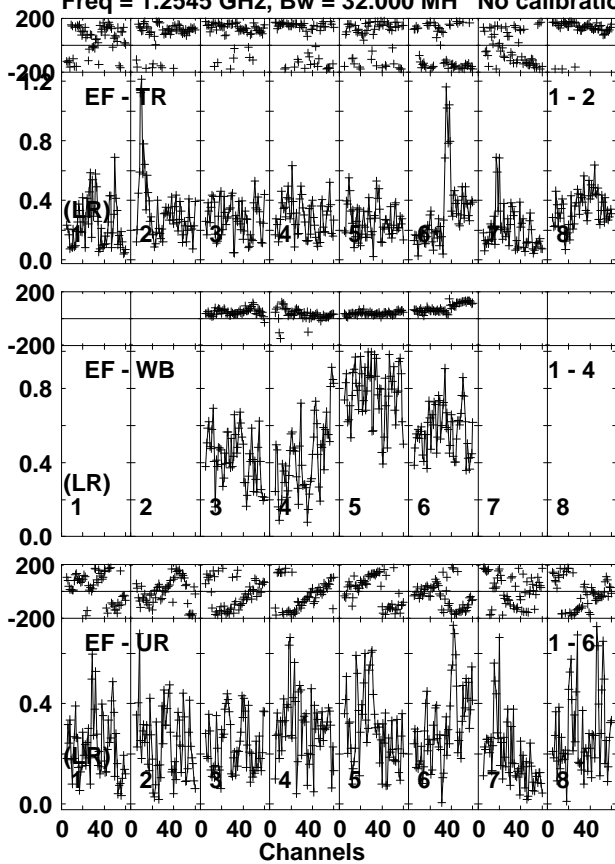 Freq = 1.2545 GHz, Bw = 32.000 MH No calibratio
200
-200
1.2
EF - TR
1 - 2
0.8
0.4
(LR)
1 2 3 4 5 6 7 8
0.0
200
-200
EF - WB
1 - 4
0.8
0.4
(LR)
1 2 3 4 5 6 7 8
0.0
200
-200
EF - UR
1 - 6
0.4
(LR)
1 2 3 4 5 6 7 8
0.0
0 40 0 40 0 40 0 40 0 40 0 40 0 40 0 40
Channels